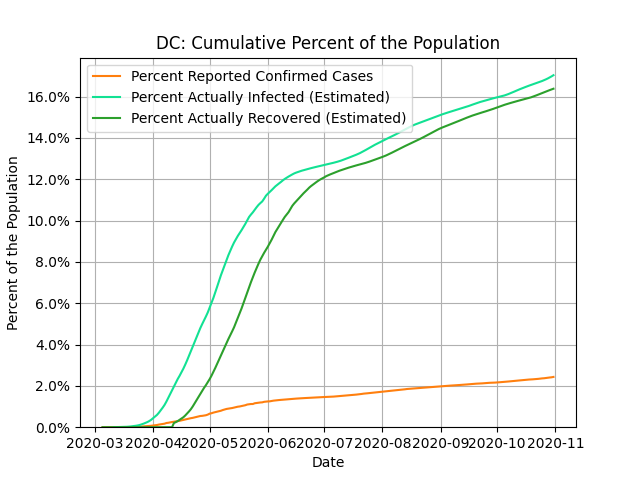 DC: Cumulative Percent of the Population
Percent Reported Confirmed Cases
Percent Actually Infected (Estimated)
Percent Actually Recovered (Estimated)
Percent of the Population
16.0%
14.0%
12.0%
10.0%
8.0%
6.0%
4.0%
2.0%
0.0%
2020-03 2020-04 2020-05 2020-06 2020-07 2020-08 2020-09 2020-10 2020-11
Date